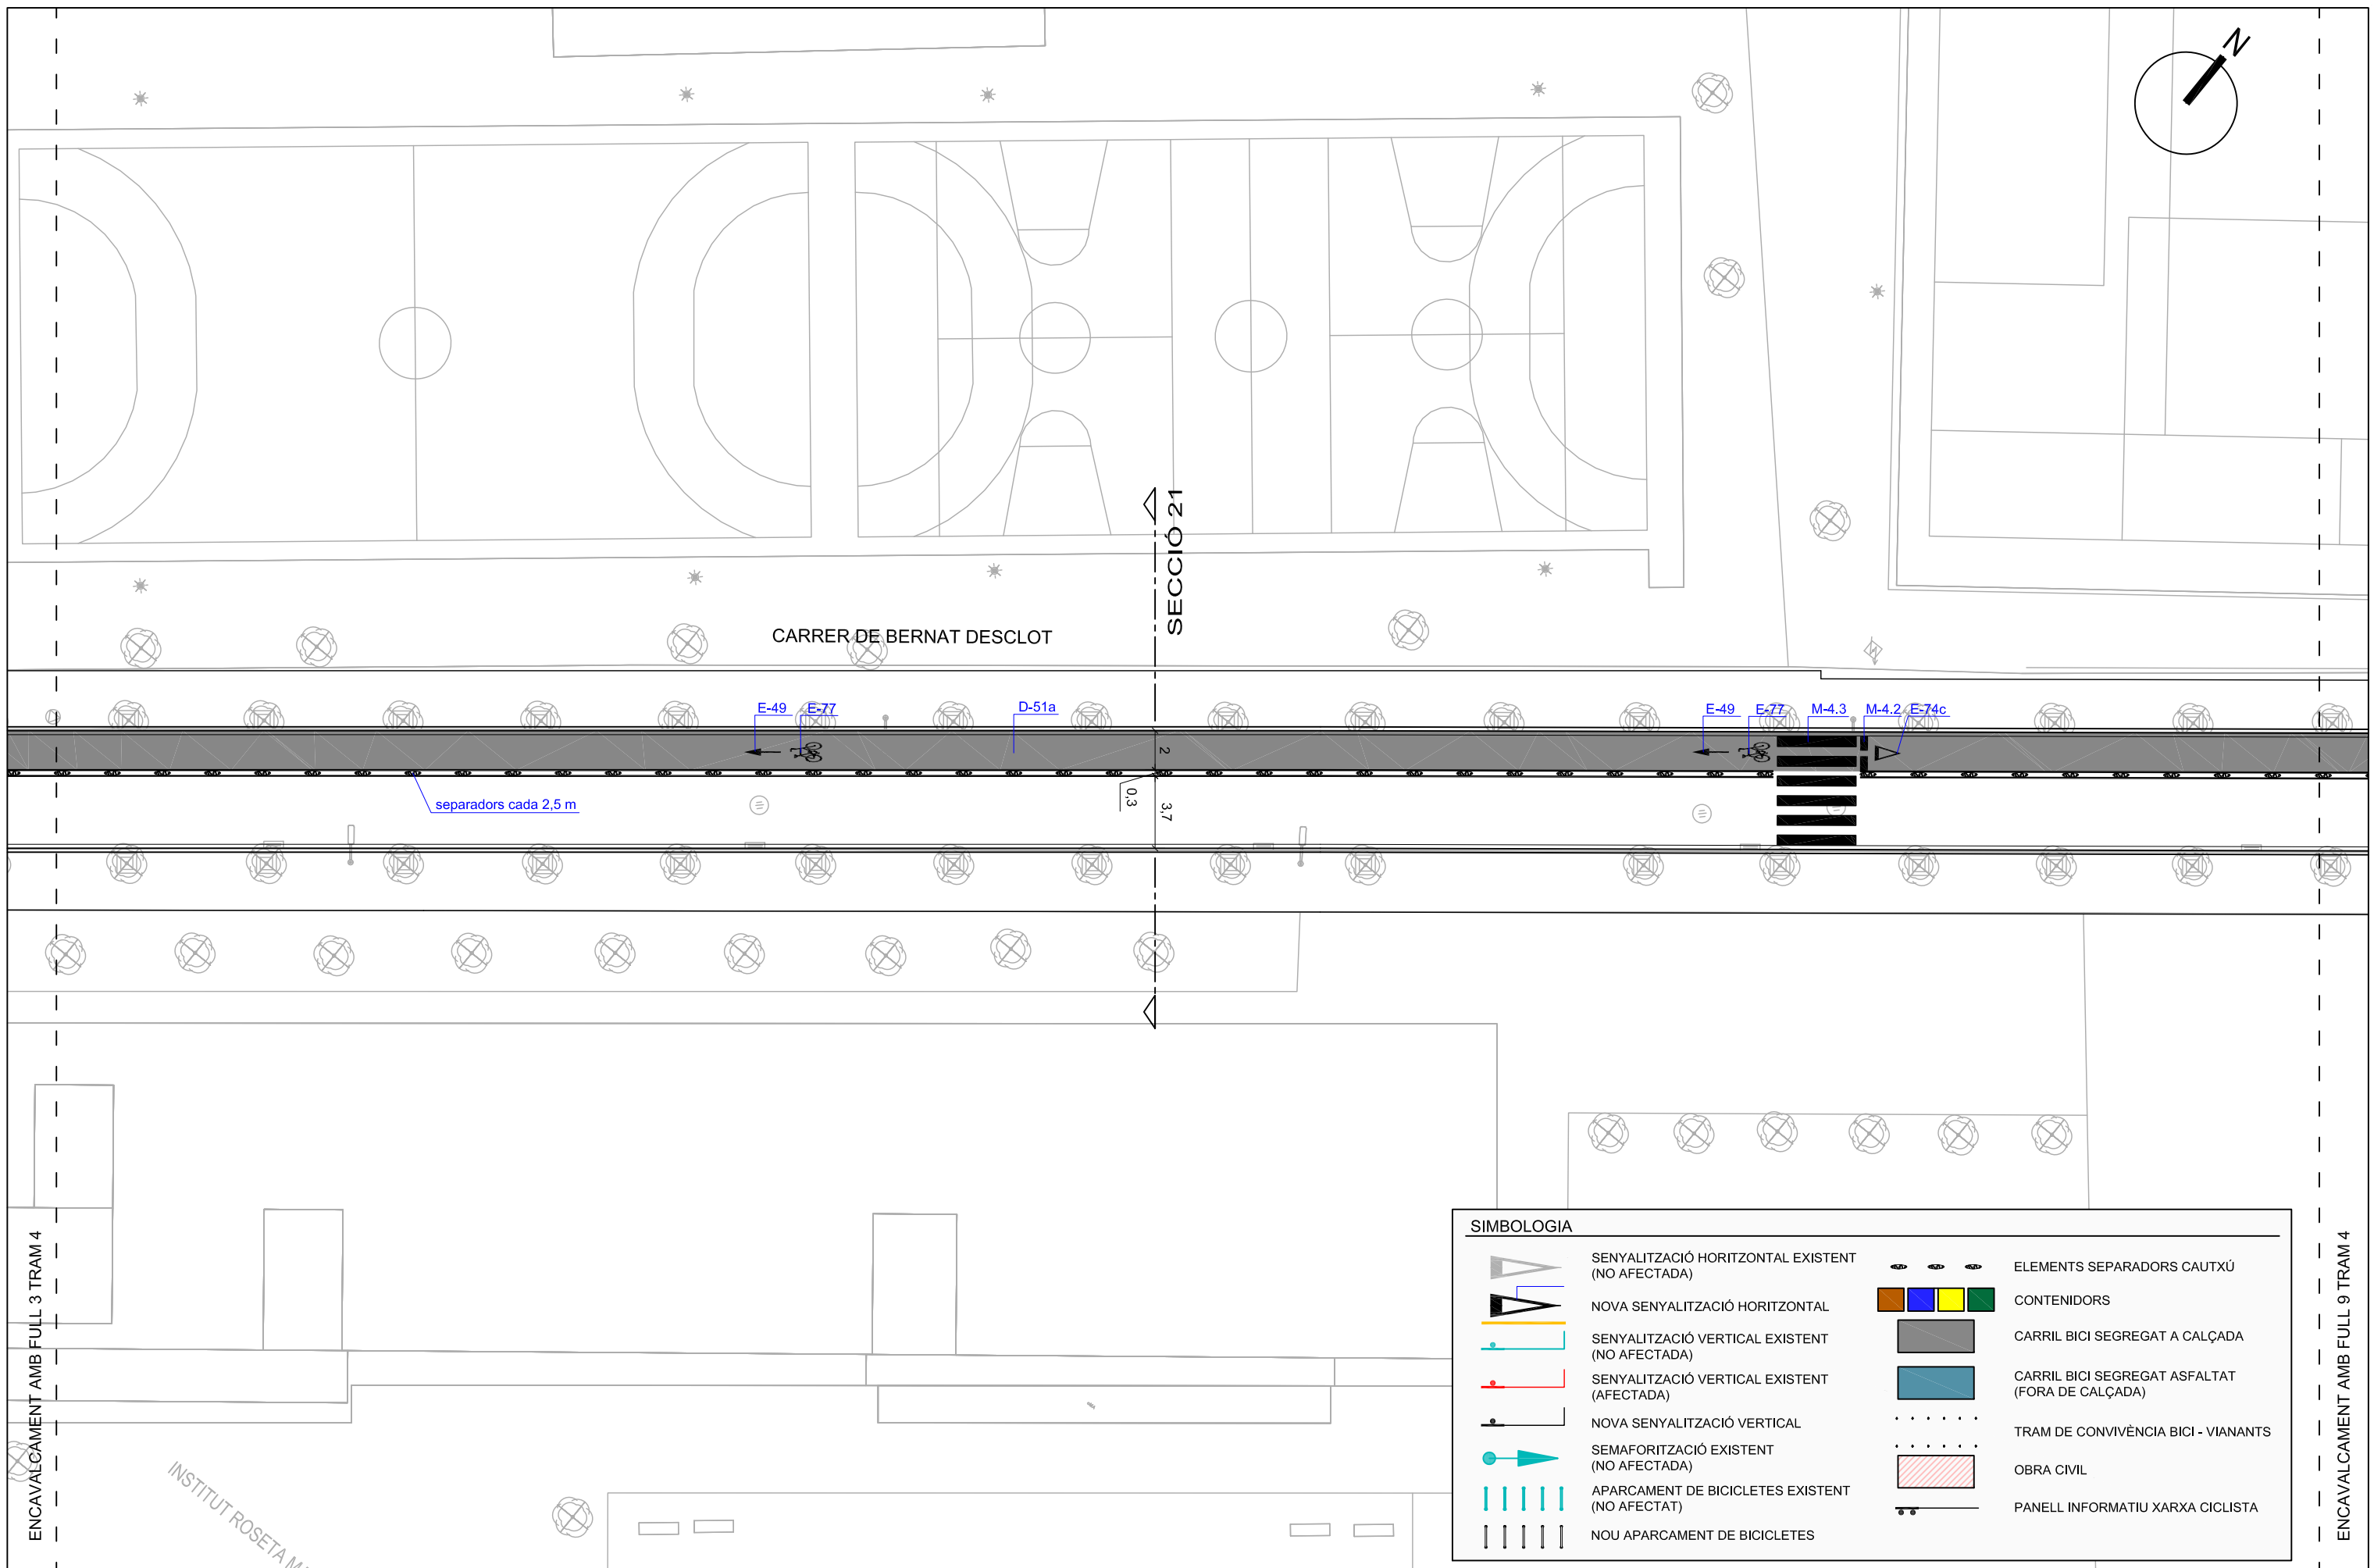 N
SECCIÓ 21
CARRER DE BERNAT DESCLOT
E-49
E-77
D-51a
E-49
E-77
M-4.3
M-4.2
E-74c
2
0,3
3,7
separadors cada 2,5 m
ENCAVALCAMENT AMB FULL 3 TRAM 4
ENCAVALCAMENT AMB FULL 9 TRAM 4
INSTITUT ROSETA
SIMBOLOGIA
SENYALITZACIÓ HORITZONTAL EXISTENT
(NO AFECTADA)
NOVA SENYALITZACIÓ HORITZONTAL
SENYALITZACIÓ VERTICAL EXISTENT
(NO AFECTADA)
SENYALITZACIÓ VERTICAL EXISTENT
(AFECTADA)
NOVA SENYALITZACIÓ VERTICAL
SEMAFORITZACIÓ EXISTENT
(NO AFECTADA)
APARCAMENT DE BICICLETES EXISTENT
(NO AFECTAT)
NOU APARCAMENT DE BICICLETES
ELEMENTS SEPARADORS CAUTXÚ
CONTENIDORS
CARRIL BICI SEGREGAT A CALÇADA
CARRIL BICI SEGREGAT ASFALTAT
(FORA DE CALÇADA)
TRAM DE CONVIVÈNCIA BICI - VIANANTS
OBRA CIVIL
PANELL INFORMATIU XARXA CICLISTA